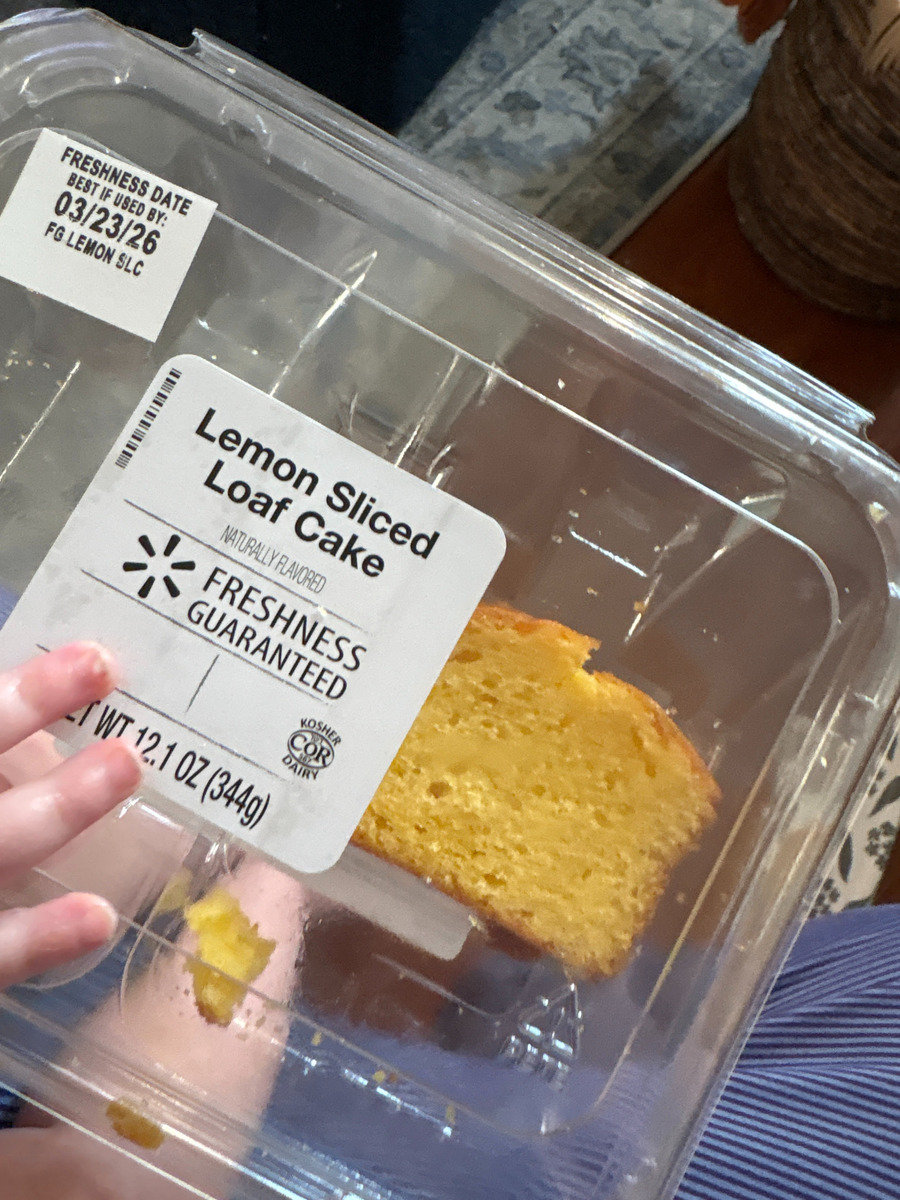 FRESHNESS DATE
BEST IF USED BY:
03/23/26
FG LEMON SLC
Lemon Sliced
Loaf Cake
NATURALLY FLAVORED
FRESHNESS
GUARANTEED
KOSHER
COR
DAIRY
WT 12.1 OZ (344g)